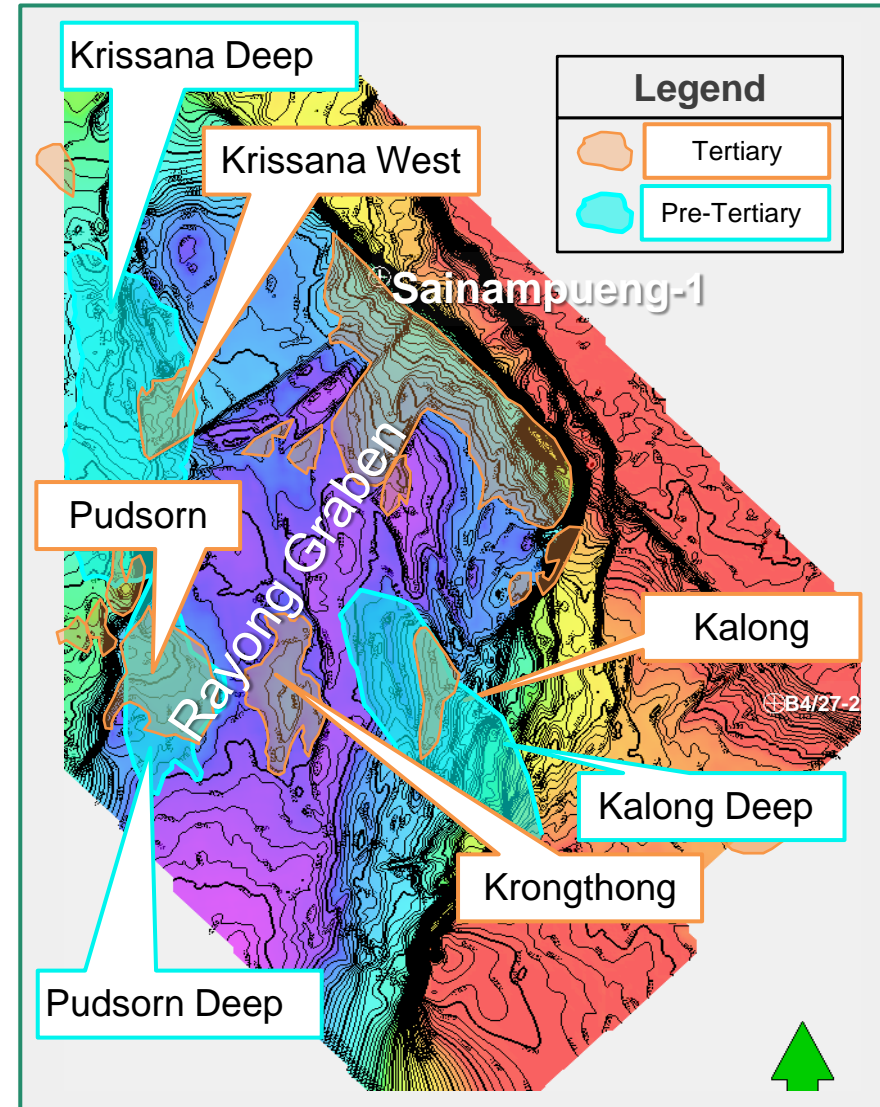 Krissana Deep
Legend
Krissana West
Tertiary
Pre-Tertiary
Sainampueng-1
Pudsorn
Rayong Graben
Kalong
B4/27-2
Kalong Deep
Krongthong
Pudsorn Deep